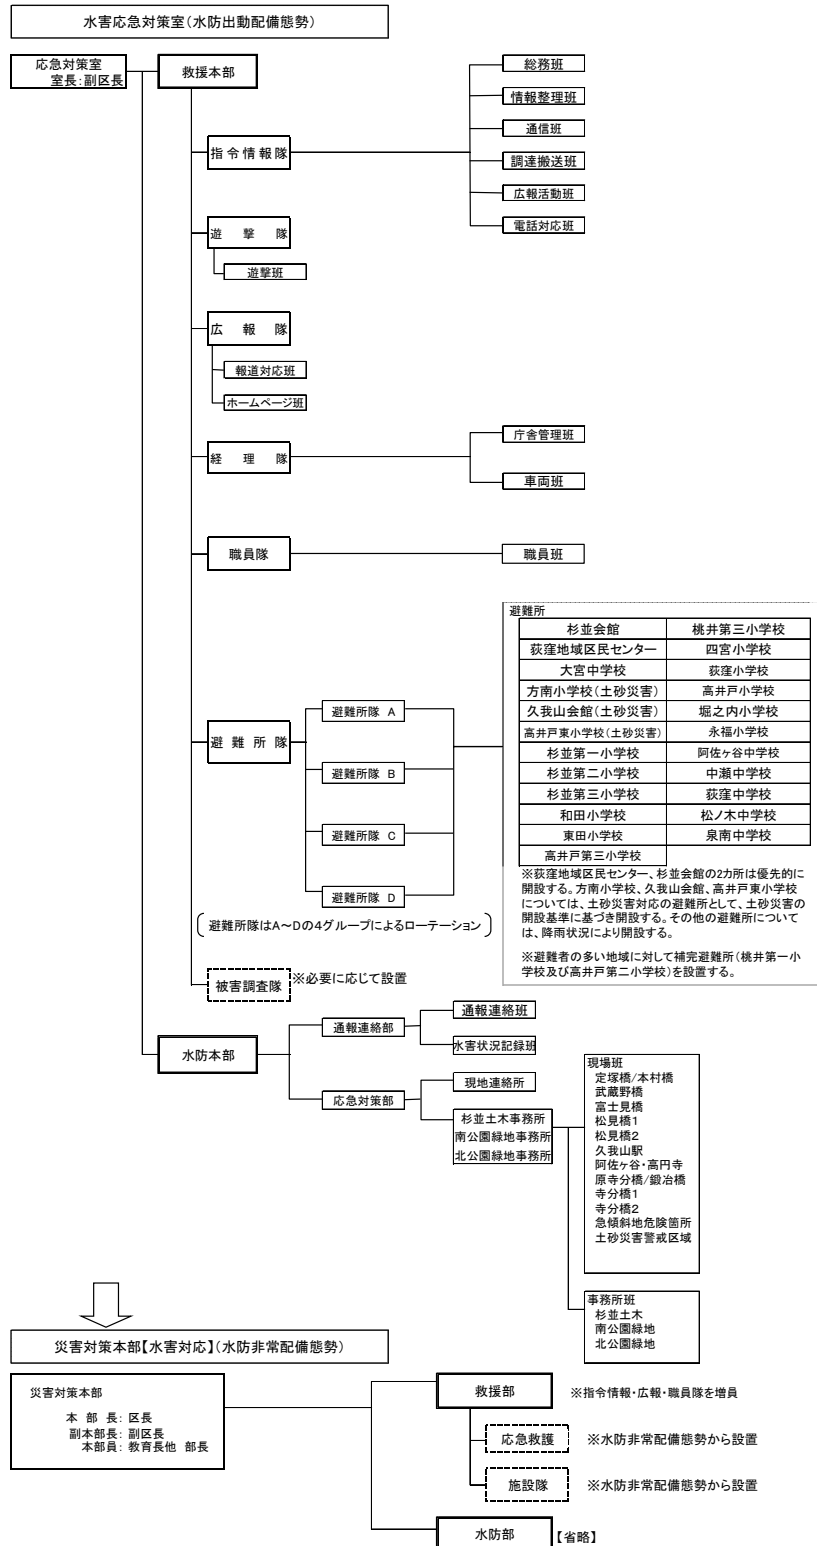 水害応急対策室(水防出動配備態勢)
応急対策室
室長:副区長
救援本部
指令情報隊
総務班
情報整理班
通信班
調達搬送班
広報活動班
電話対応班
遊撃隊
遊撃班
広報隊
報道対応班
ホームページ班
経理隊
庁舎管理班
車両班
職員隊
職員班
避難所隊
避難所隊 A
避難所隊 B
避難所隊 C
避難所隊 D
避難所隊はA~Dの4グループによるローテーション
避難所
杉並会館 桃井第三小学校
荻窪地域区民センター 四宮小学校
大宮中学校 荻窪小学校
方南小学校(土砂災害) 高井戸小学校
久我山会館(土砂災害) 堀之内小学校
高井戸東小学校(土砂災害) 永福小学校
杉並第一小学校 阿佐ヶ谷中学校
杉並第二小学校 中瀬中学校
杉並第三小学校 荻窪中学校
和田小学校 松ノ木中学校
東田小学校 泉南中学校
高井戸第三小学校
※荻窪地域区民センター、杉並会館の2カ所は優先的に
開設する。方南小学校、久我山会館、高井戸東小学校
については、土砂災害対応の避難所として、土砂災害の
開設基準に基づき開設する。その他の避難所について
は、降雨状況により開設する。
※避難者の多い地域に対して補完避難所(桃井第一小
学校及び高井戸第二小学校)を設置する。
被害調査隊
※必要に応じて設置
水防本部
通報連絡部
通報連絡班
水害状況記録班
応急対策部
現地連絡所
杉並土木事務所
南公園緑地事務所
北公園緑地事務所
現場班
定塚橋/本村橋
武蔵野橋
富士見橋
松見橋1
松見橋2
久我山駅
阿佐ヶ谷・高円寺
原寺分橋/鍛冶橋
寺分橋1
寺分橋2
急傾斜地危険箇所
土砂災害警戒区域
事務所班
杉並土木
南公園緑地
北公園緑地
災害対策本部【水害対応】(水防非常配備態勢)
災害対策本部
本 部 長: 区長
副本部長: 副区長
本部員: 教育長他 部長
救援部
※指令情報・広報・職員隊を増員
応急救護
※水防非常配備態勢から設置
施設隊
※水防非常配備態勢から設置
水防部
【省略】